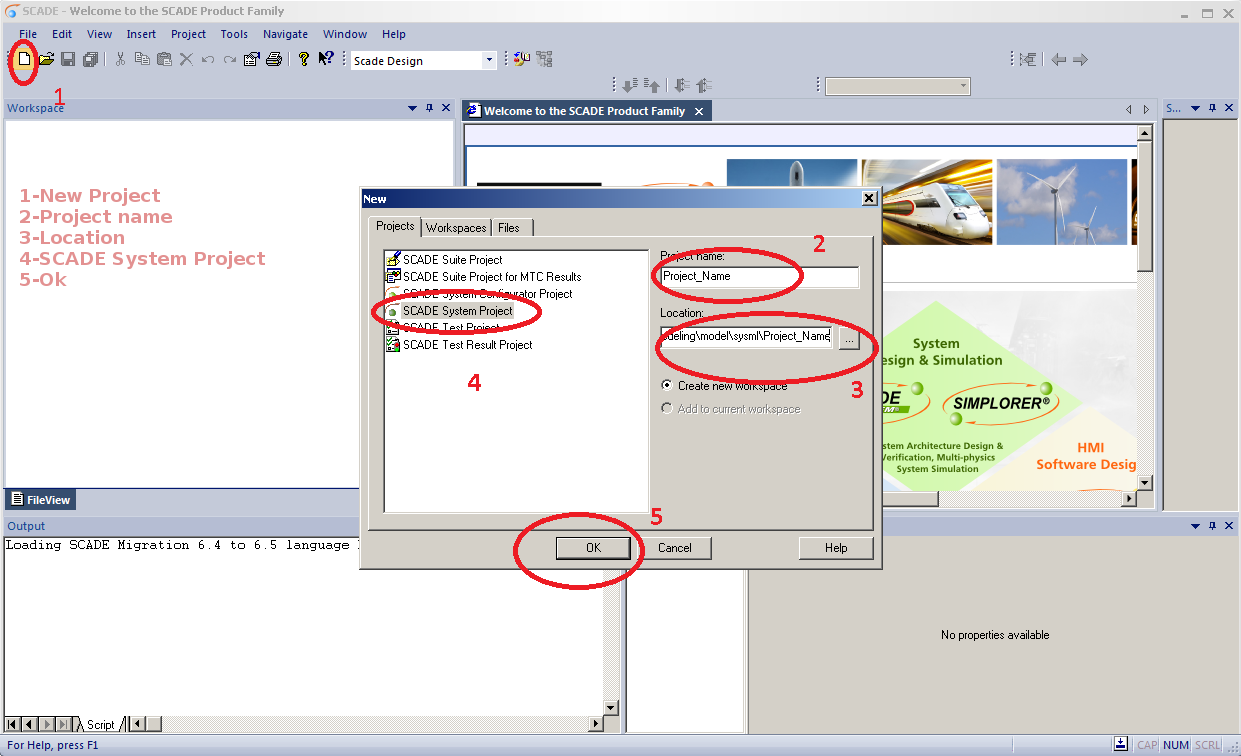 SCADE - Welcome to the SCADE Product Family
File Edit View Insert Project Tools Navigate Window Help
Scade Design
1
Workspace
Welcome to the SCADE Product Family
S...
1-New Project
2-Project name
3-Location
4-SCADE System Project
5-Ok
New
Projects Workspaces Files
SCADE Suite Project
SCADE Suite Project for MTC Results
SCADE System Configurator Project
SCADE System Project
SCADE Test Project
SCADE Test Result Project
4
2
Project name:
Project_Name
Location:
deling\model\sysml\Project_Name
...
3
Create new workspace
Add to current workspace
5
OK Cancel Help
System
esign & Simulation
DE
SIMPLORER®
stem Architecture Design &
Verification, Multi-physics
System Simulation
HMI
Software Desig
FileView
Output
Loading SCADE Migration 6.4 to 6.5 language
No properties available
Script
For Help, press F1
CAP NUM SCRL